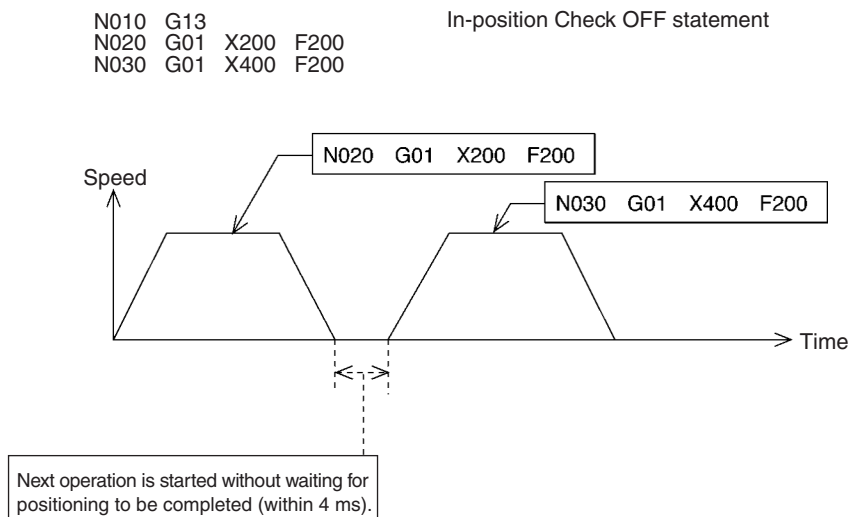 N010 G13 In-position Check OFF statement
N020 G01 X200 F200
N030 G01 X400 F200
N020 G01 X200 F200
Speed
N030 G01 X400 F200
Time
Next operation is started without waiting for
positioning to be completed (within 4 ms).